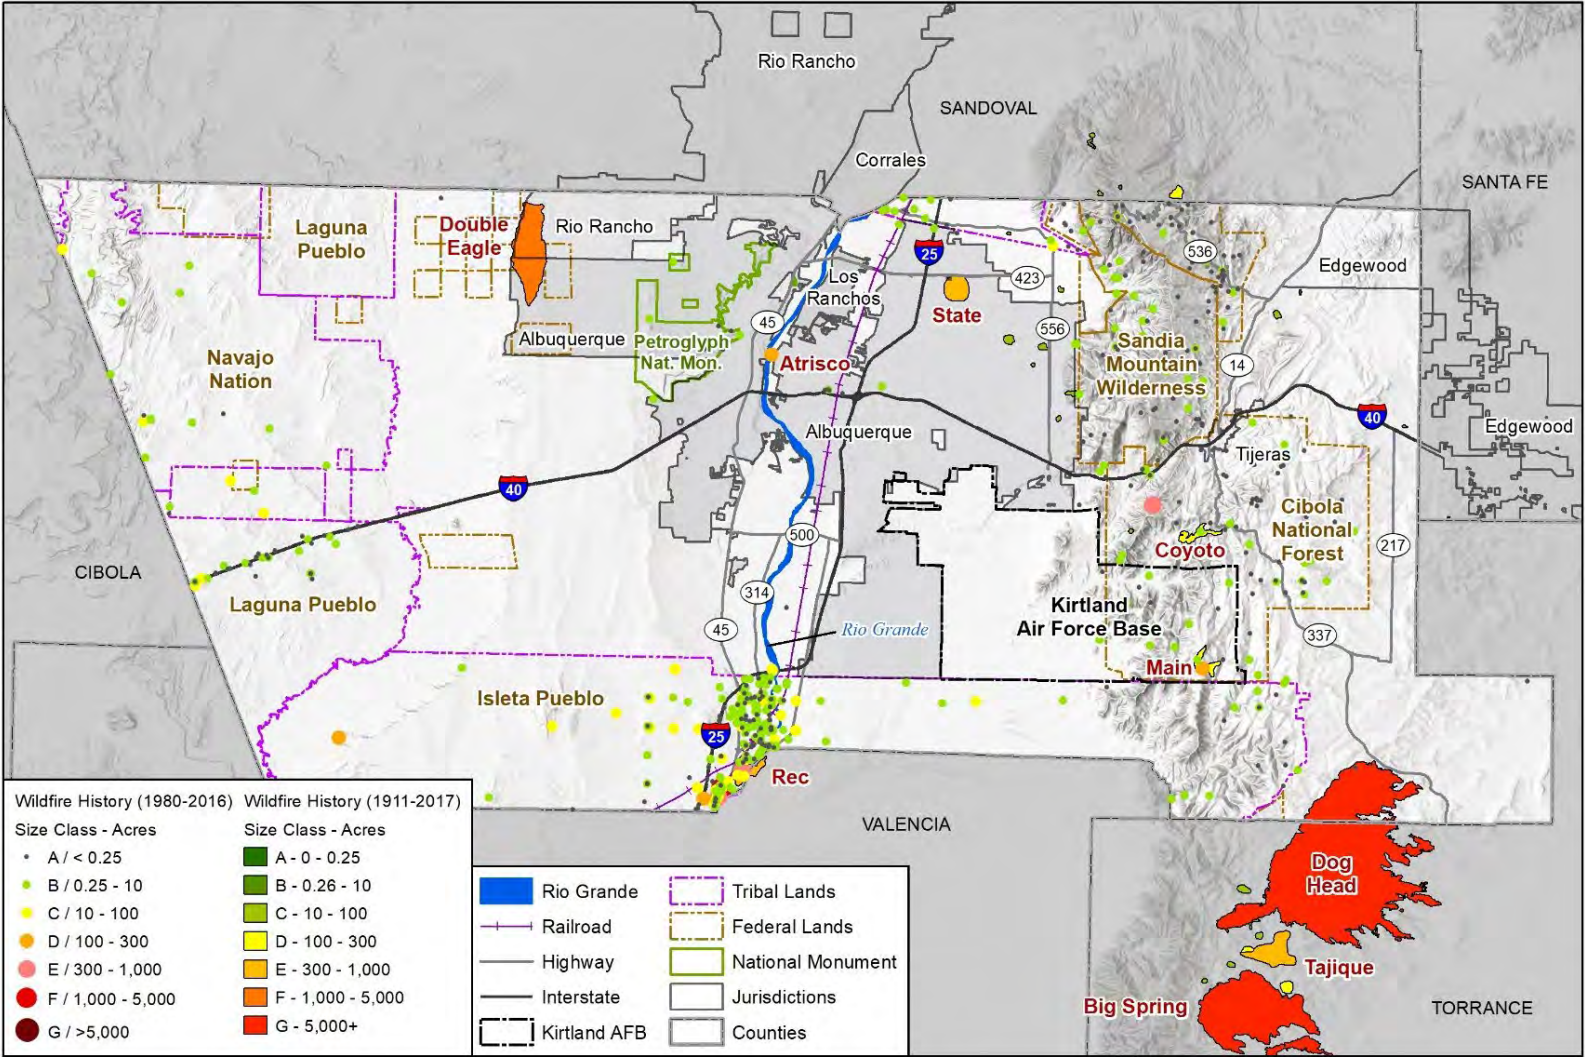 Rio Rancho
SANDOVAL
Corrales
SANTA FE
Laguna
Pueblo
Double
Eagle
Rio Rancho
25
536
Edgewood
423
Los
Ranchos
State
45
556
Albuquerque
Petroglyph
Nat. Mon.
Atrisco
Sandia
Mountain
Wilderness
14
Navajo
Nation
40
Edgewood
Albuquerque
Tijeras
40
Cibola
National
Forest
500
Coyoto
217
CIBOLA
314
Laguna Pueblo
Kirtland
Air Force Base
45
Rio Grande
337
Main
Isleta Pueblo
25
Rec
VALENCIA
Dog
Head
Tajique
Big Spring
TORRANCE
Wildfire History (1980-2016)
Size Class - Acres
A / < 0.25
B / 0.25 - 10
C / 10 - 100
D / 100 - 300
E / 300 - 1,000
F / 1,000 - 5,000
G / >5,000
Wildfire History (1911-2017)
Size Class - Acres
A - 0 - 0.25
B - 0.26 - 10
C - 10 - 100
D - 100 - 300
E - 300 - 1,000
F - 1,000 - 5,000
G - 5,000+
Rio Grande
Railroad
Highway
Interstate
Kirtland AFB
Tribal Lands
Federal Lands
National Monument
Jurisdictions
Counties